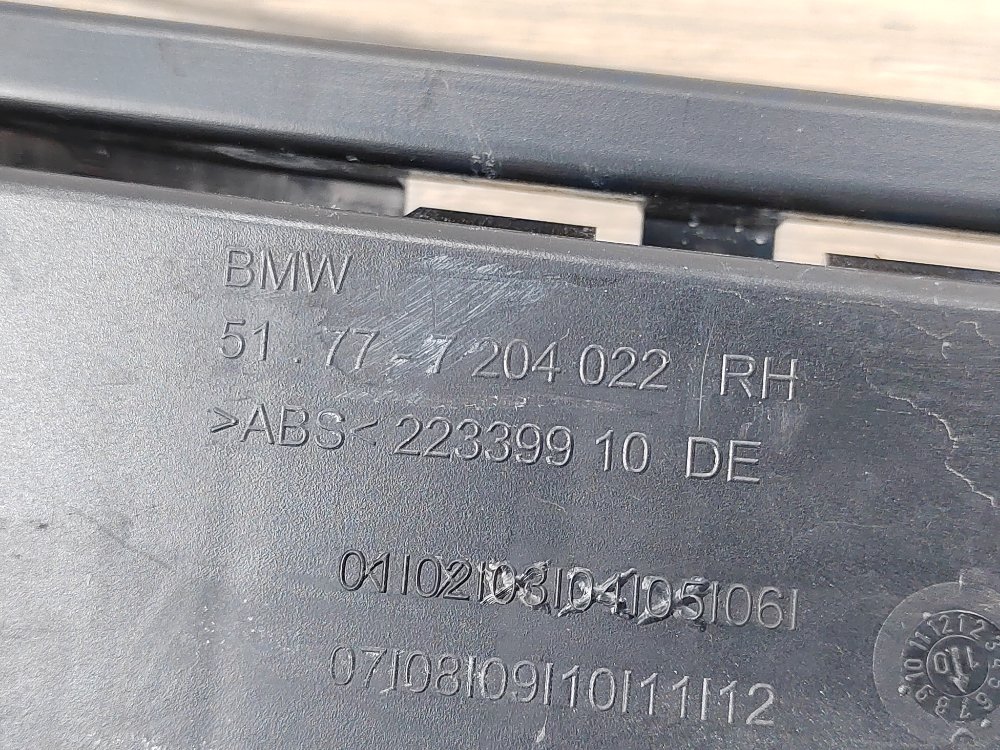 BMW
51.77-7 204 022 RH
>ABS< 223399 10 DE
01|02|03|04|05|06|
07|08|09|10|11|12